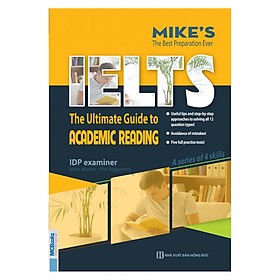 MIKE'S
The Best Preparation Ever
IELTS
The Ultimate Guide to
ACADEMIC READING
• Useful tips and step-by-step
approaches to solving all 12
question types!
• Avoidance of mistakes!
• Five full practice tests!
IDP examiner
Mike Wattie
A series of 4 skills
MCBooks
NHÀ XUẤT BẢN HỒNG ĐỨC